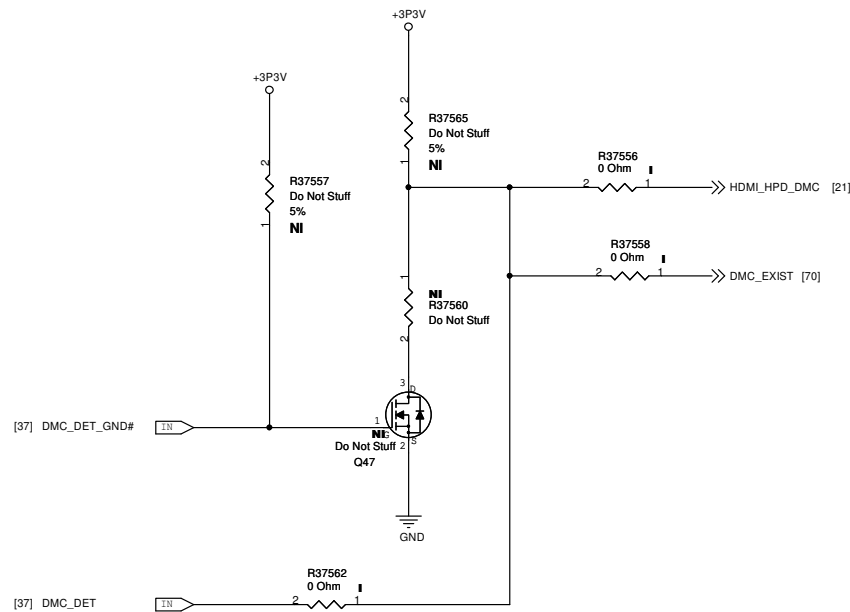 +3P3V
+3P3V
2
R37565
Do Not Stuff
5%
1
NI
2
R37557
Do Not Stuff
5%
1
NI
R37556
0 Ohm
I
2
1
HDMI_HPD_DMC [21]
R37558
0 Ohm
I
2
1
DMC_EXIST [70]
1
NI
R37560
Do Not Stuff
2
3
D
[37] DMC_DET_GND#
IN
1
NI
G
S
Do Not Stuff
2
Q47
GND
R37562
0 Ohm
I
[37] DMC_DET
IN
2
1